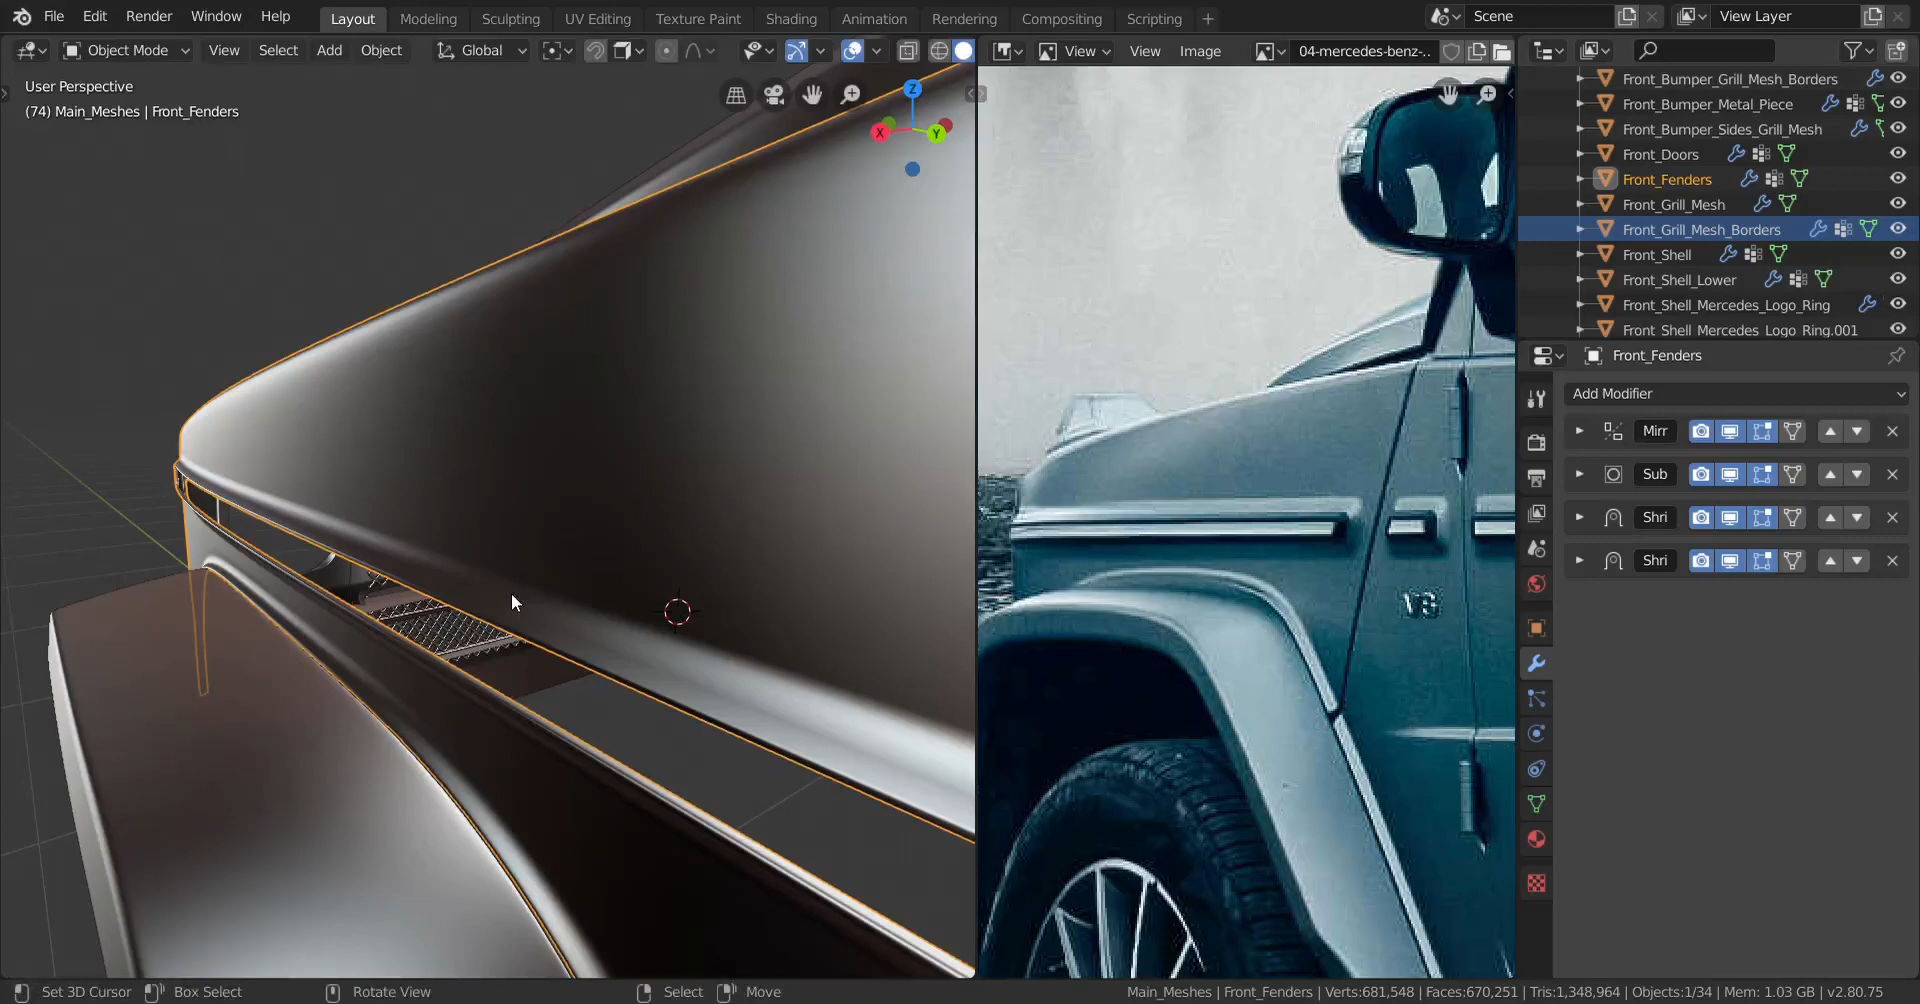 File Edit Render Window Help Layout Modeling Sculpting UV Editing Texture Paint Shading Animation Rendering Compositing Scripting + Scene View Layer
Object Mode View Select Add Object Global View View Image 04-mercedes-benz-..
User Perspective
(74) Main_Meshes | Front_Fenders
Z
X
Y
V8
Front_Bumper_Grill_Mesh_Borders
Front_Bumper_Metal_Piece
Front_Bumper_Sides_Grill_Mesh
Front_Doors
Front_Fenders
Front_Grill_Mesh
Front_Grill_Mesh_Borders
Front_Shell
Front_Shell_Lower
Front_Shell_Mercedes_Logo_Ring
Front_Shell_Mercedes_Logo_Ring.001
Front_Fenders
Add Modifier
Mirr
Sub
Shri
Shri
Set 3D Cursor Box Select Rotate View Select Move Main_Meshes | Front_Fenders | Verts:681,548 | Faces:670,251 | Tris:1,348,964 | Objects:1/34 | Mem: 1.03 GB | v2.80.75